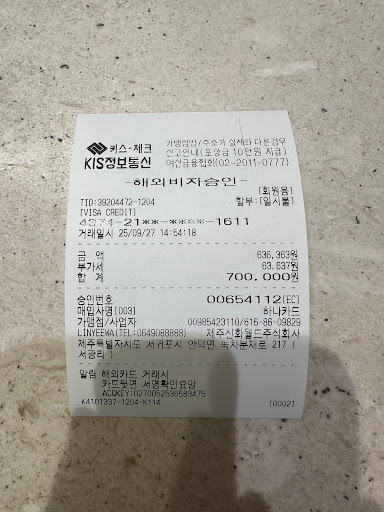 키스-체크
KIS정보통신
가맹점명/주소가 실제와 다른경우
신고안내(포상금 10만원 지급)
여신금융협회(02-2011-0777)
-해외비자승인-
[회원용]
TID:39204472-1204 할부:[일시불]
[VISA CREDIT]
4374-21**-****-1611
거래일시 25/09/27 14:54:18
금 액 636,363원
부가세 63,637원
합 계 700,000원
승인번호 00654112(EC)
매입사명[003] 하나카드
가맹점/사업자 00985423110/616-86-09829
LINYEEWA(TEL:0649088888) 제주신화월드주식회사
제주특별자치도 서귀포시 안덕면 녹차분재로 217 (
서광리 )
알림 해외카드 거래시
카드뒷면 서명확인요망
ACQKEY:0270052536583475
K4101397-1204-K114 [0002]